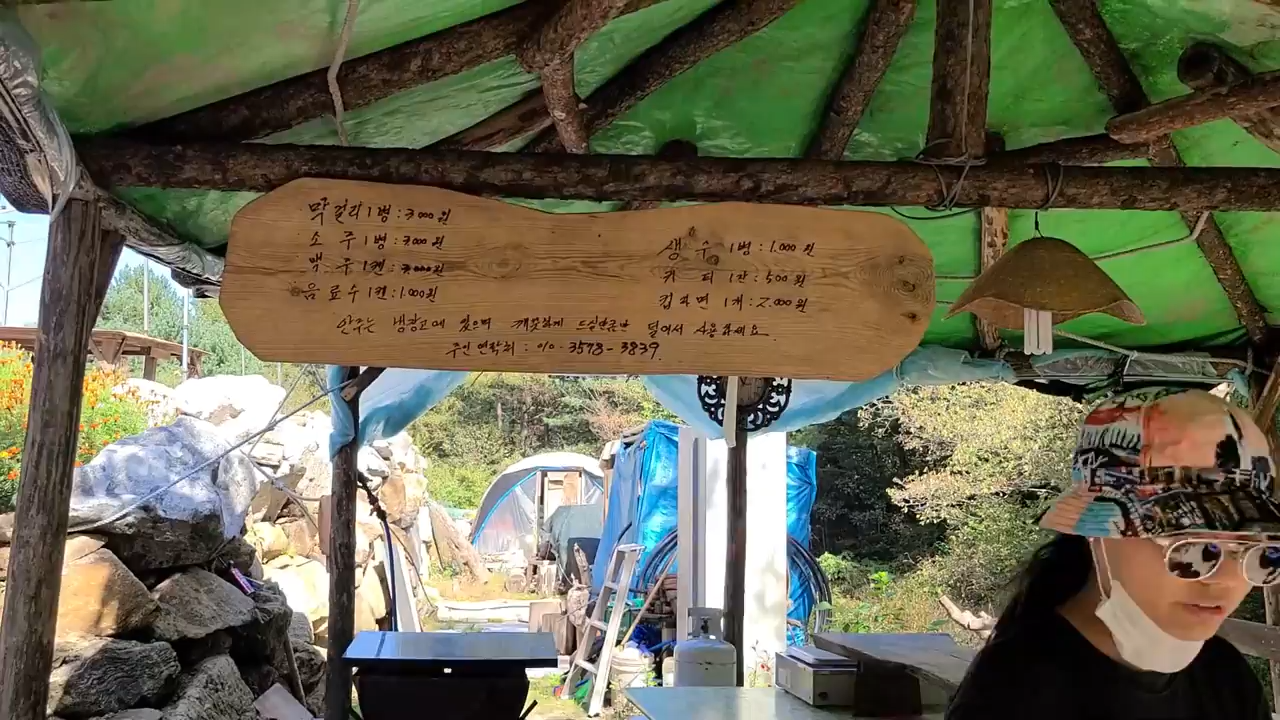 막걸리 1병 : 3000원
소 주 1병 : 3000원
맥 주 1캔 : 3000원
음료수 1캔 : 1.000원
생 수 1병 : 1.000원
커 피 1잔 : 500원
컵라면 1개 : 2.000원
안주는 냉장고에 있으며 깨끗하게 드실만큼만 덜어서 사용하세요
주인연락처 : 010-3578-3839